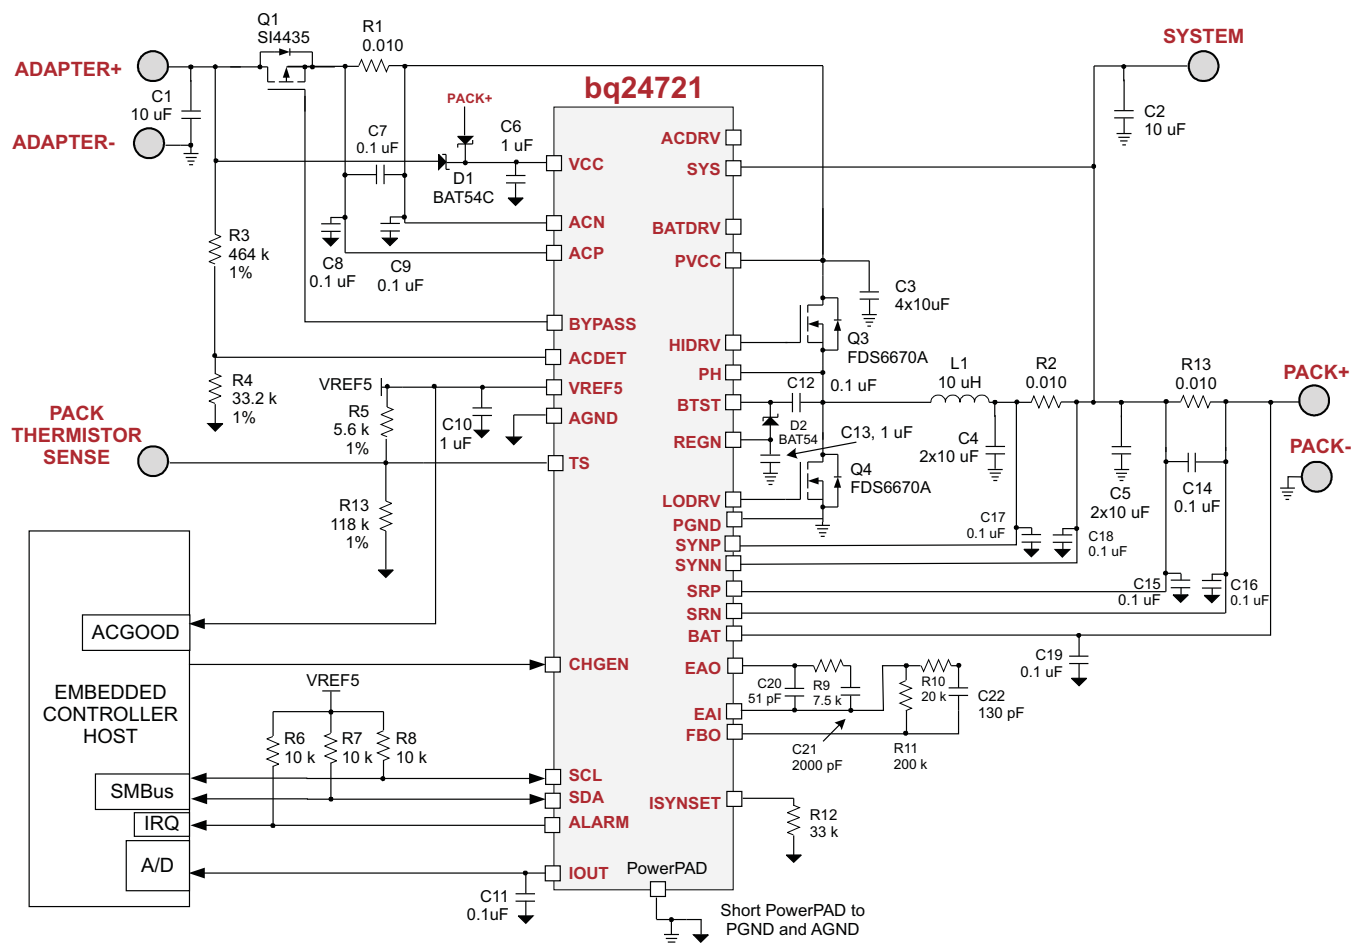 Q1
SI4435
R1
0.010
SYSTEM
ADAPTER+
C1
10 uF
bq24721
PACK+
C7
0.1 uF
C6
1 uF
C2
10 uF
ADAPTER-
ACDRV
VCC
SYS
D1
BAT54C
ACN
BATDRV
R3
464 k
1%
ACP
PVCC
C8
0.1 uF
C9
0.1 uF
C3
4x10uF
BYPASS
HIDRV
Q3
FDS6670A
ACDET
PH
R4
33.2 k
1%
VREF5
VREF5
C12
0.1 uF
L1
10 uH
R2
0.010
R13
0.010
PACK+
PACK
THERMISTOR
SENSE
R5
5.6 k
1%
C10
1 uF
AGND
BTST
D2
BAT54
C13, 1 uF
REGN
C4
2x10 uF
PACK-
TS
Q4
FDS6670A
C5
2x10 uF
C14
0.1 uF
LODRV
R13
118 k
1%
PGND
C17
0.1 uF
C18
0.1 uF
SYNP
SYNN
SRP
C15
0.1 uF
C16
0.1 uF
SRN
ACGOOD
BAT
CHGEN
EAO
C19
0.1 uF
EMBEDDED
CONTROLLER
HOST
VREF5
C20
51 pF
R9
7.5 k
R10
20 k
C22
130 pF
EAI
FBO
R6
10 k
R7
10 k
R8
10 k
C21
2000 pF
R11
200 k
SCL
SMBus
SDA
ISYNSET
IRQ
ALARM
R12
33 k
A/D
IOUT
PowerPAD
C11
0.1uF
Short PowerPAD to
PGND and AGND